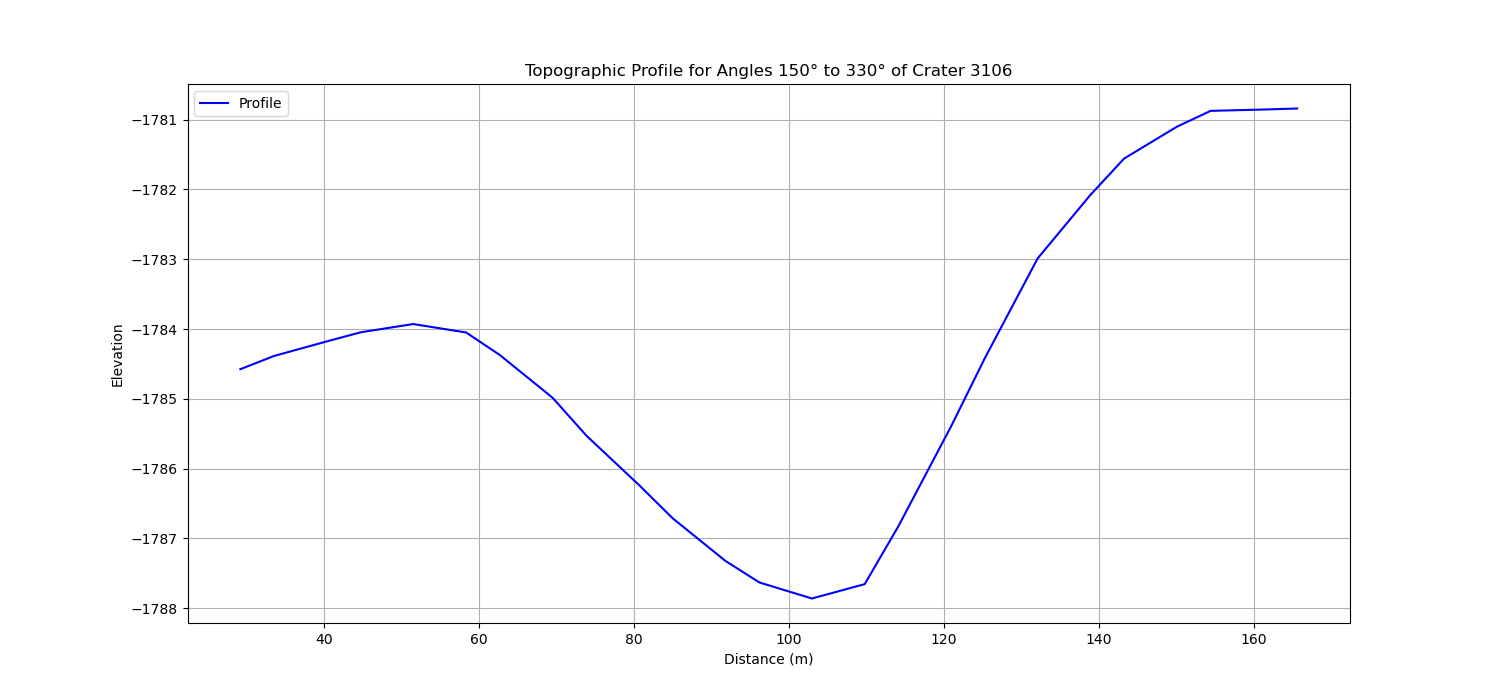 Topographic Profile for Angles 150° to 330° of Crater 3106
Profile
−1781
−1782
−1783
−1784
−1785
−1786
−1787
−1788
Elevation
40 60 80 100 120 140 160
Distance (m)